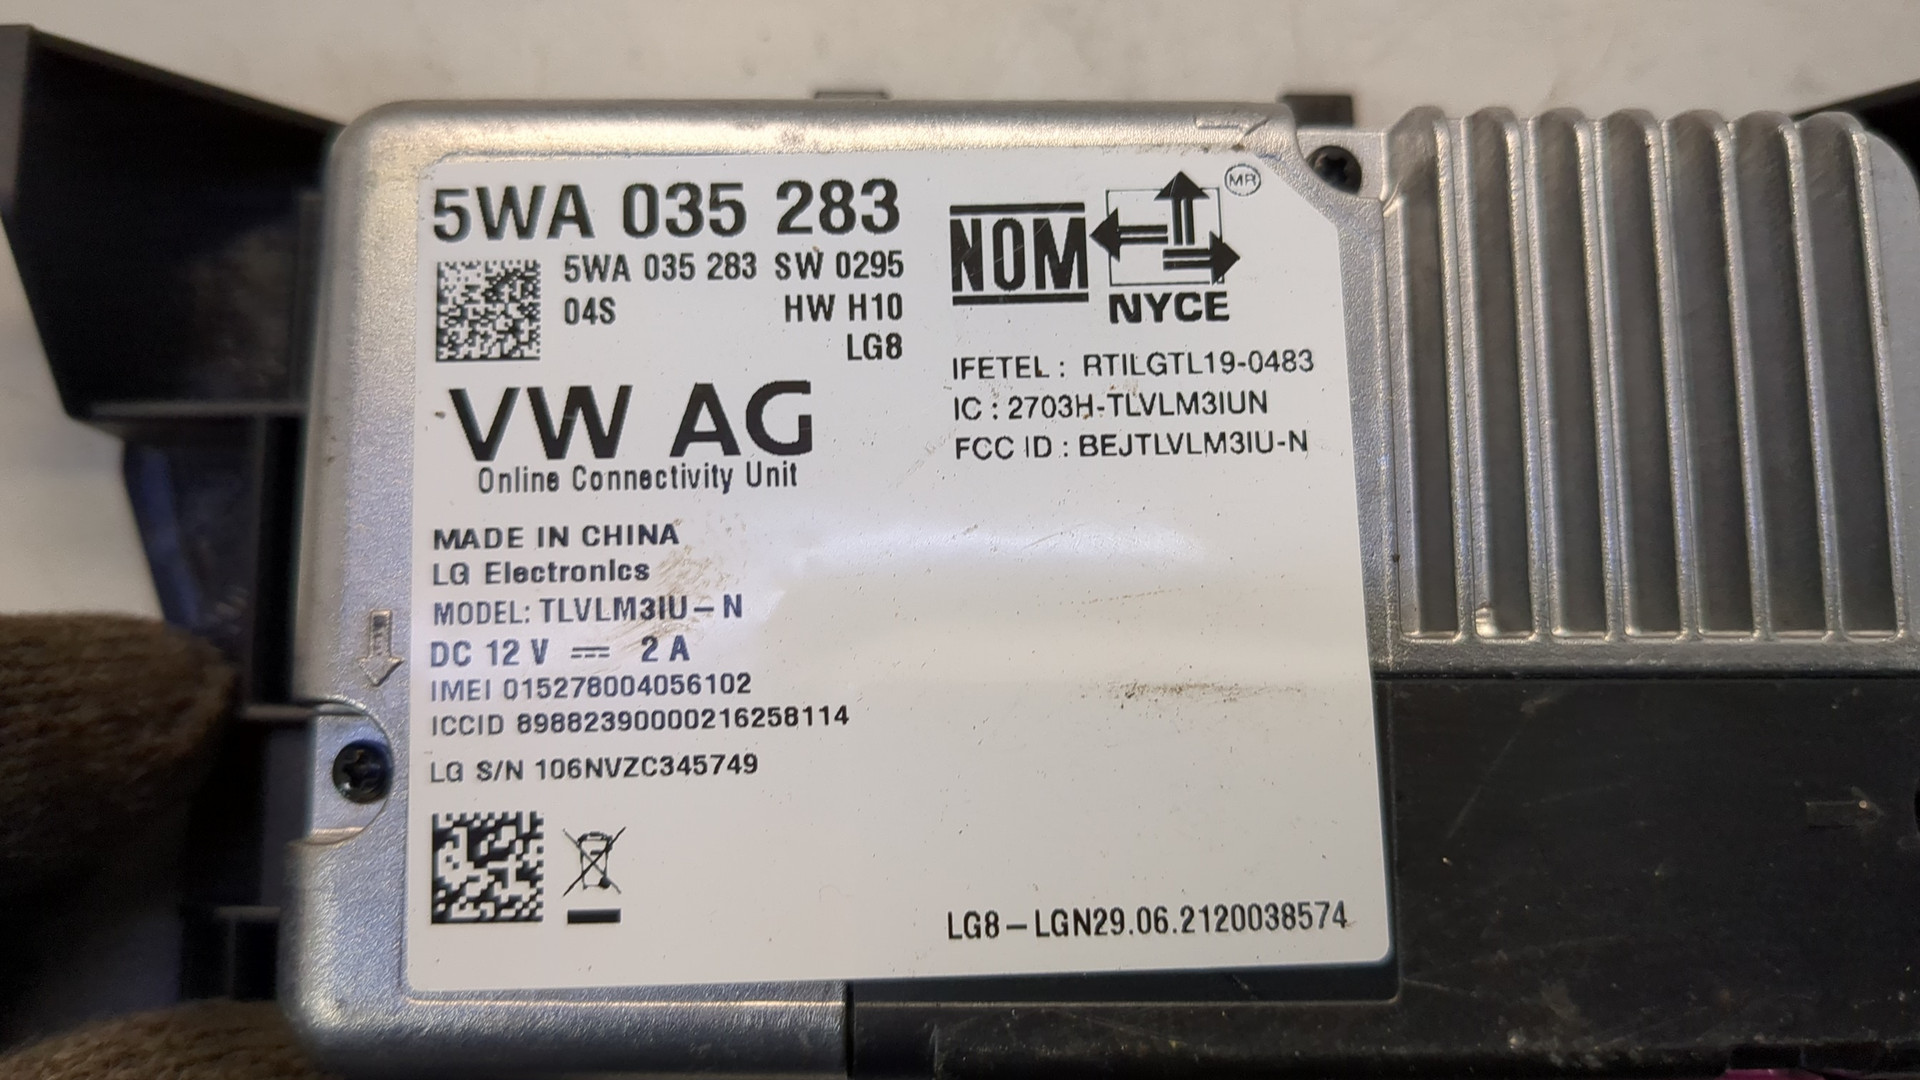 5WA 035 283
5WA 035 283 SW 0295
04S HW H10
LG8
VW AG
Online Connectivity Unit
MADE IN CHINA
LG Electronics
MODEL: TLVLM3IU-N
DC 12 V ⎓ 2 A
IMEI 015278004056102
ICCID 89882390000216258114
LG S/N 106NVZC345749
NOM
MR
NYCE
IFETEL : RTILGTL19-0483
IC : 2703H-TLVLM3IUN
FCC ID : BEJTLVLM3IU-N
LG8-LGN29.06.2120038574